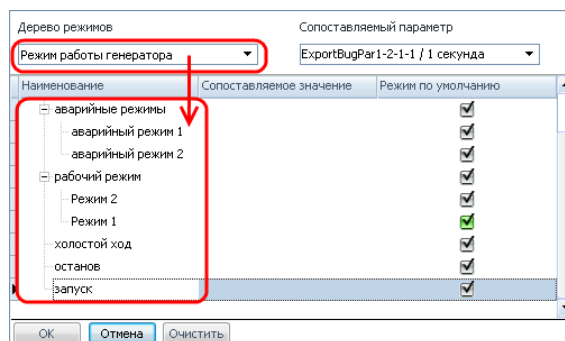 Дерево режимов Сопоставляемый параметр
Режим работы генератора ExportBugPar1-2-1-1 / 1 секунда
Наименование Сопоставляемое значение Режим по умолчанию
аварийные режимы
аварийный режим 1
аварийный режим 2
рабочий режим
Режим 2
Режим 1
холостой ход
останов
запуск
ОК Отмена Очистить